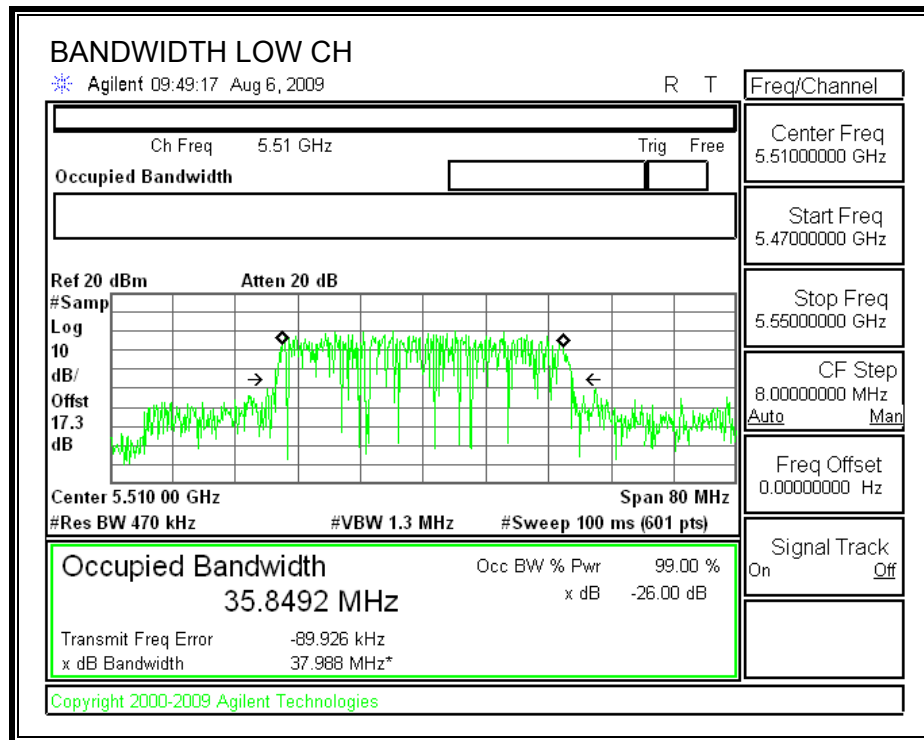 BANDWIDTH LOW CH
Agilent 09:49:17 Aug 6, 2009 R T
Freq/Channel
Ch Freq 5.51 GHz Trig Free
Occupied Bandwidth
Center Freq
5.51000000 GHz
Start Freq
5.47000000 GHz
Stop Freq
5.55000000 GHz
CF Step
8.00000000 MHz
Auto Man
Freq Offset
0.00000000 Hz
Signal Track
On Off
Ref 20 dBm Atten 20 dB
#Samp
Log
10
dB/
Offst
17.3
dB
Center 5.510 00 GHz Span 80 MHz
#Res BW 470 kHz #VBW 1.3 MHz #Sweep 100 ms (601 pts)
Occupied Bandwidth
35.8492 MHz
Occ BW % Pwr 99.00 %
x dB -26.00 dB
Transmit Freq Error -89.926 kHz
x dB Bandwidth 37.988 MHz*
Copyright 2000-2009 Agilent Technologies